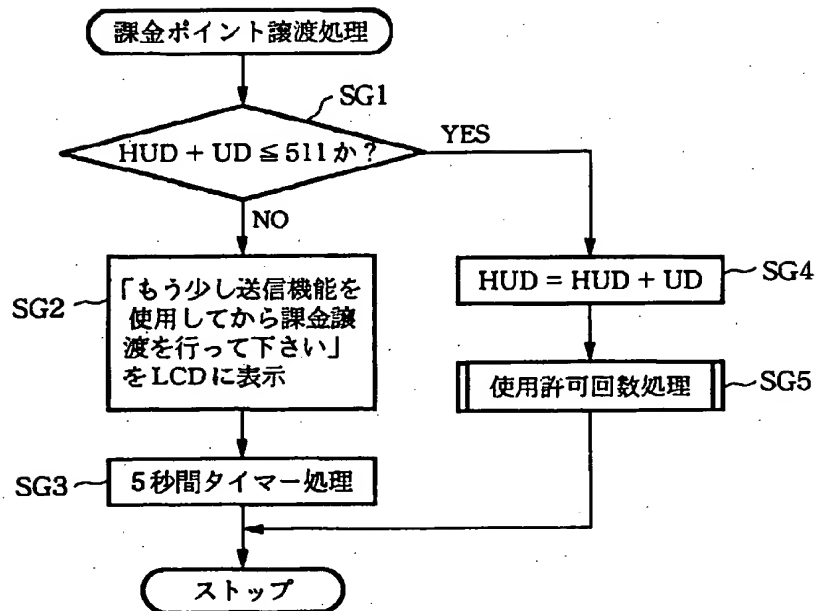 課金ポイント譲渡処理
SG1
HUD + UD ≦ 511か?
YES
NO
SG2
「もう少し送信機能を
使用してから課金譲
渡を行って下さい」
をLCDに表示
HUD = HUD + UD
SG4
使用許可回数処理
SG5
SG3
5秒間タイマー処理
ストップ